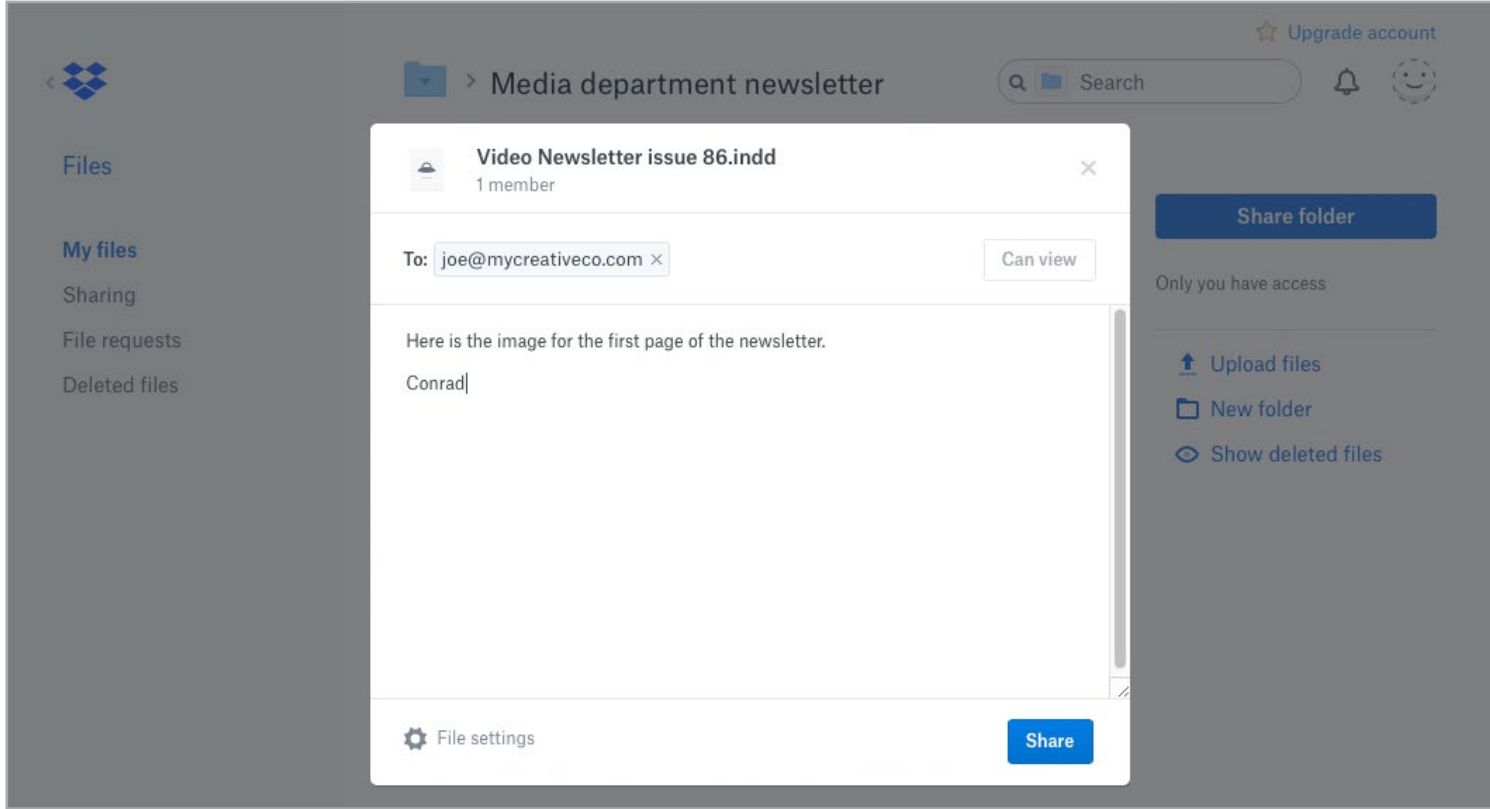 Upgrade account
Media department newsletter
Search
Files
My files
Sharing
File requests
Deleted files
Video Newsletter issue 86.indd
1 member
To: joe@mycreativeco.com
Can view
Here is the image for the first page of the newsletter.
Conrad
File settings
Share
Share folder
Only you have access
Upload files
New folder
Show deleted files